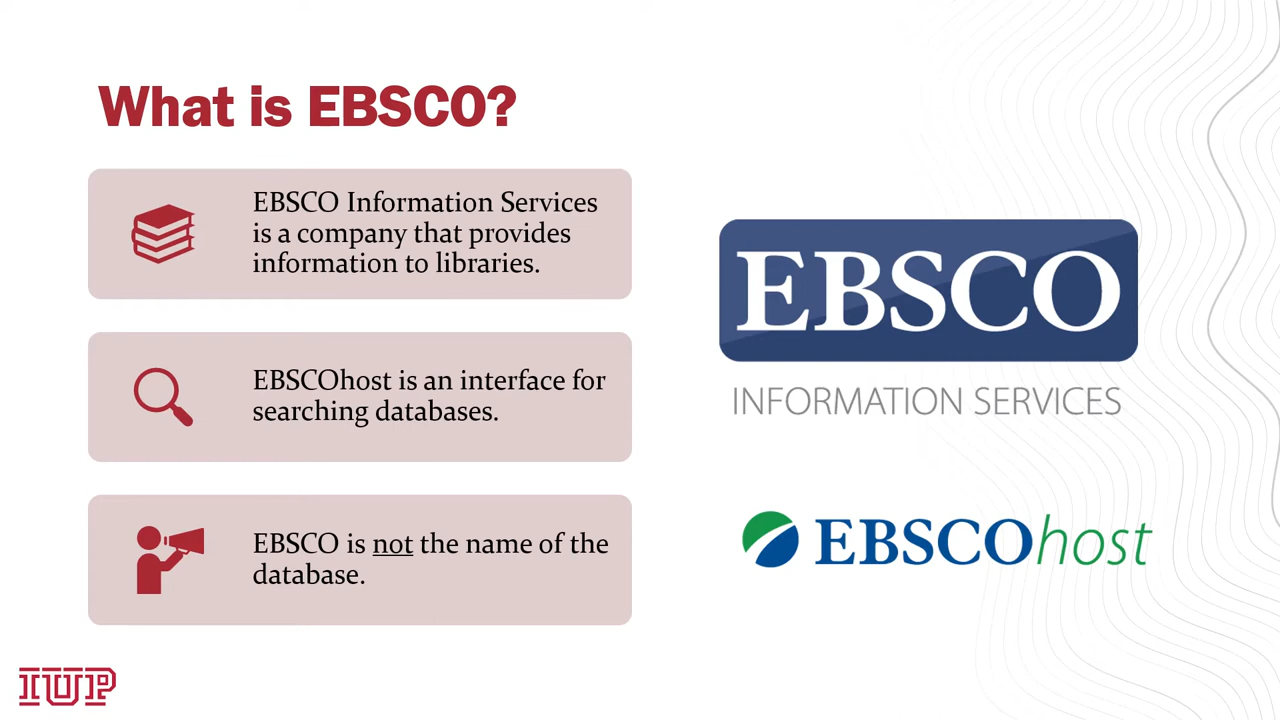 What is EBSCO?
EBSCO Information Services
is a company that provides
information to libraries.
EBSCOhost is an interface for
searching databases.
EBSCO is not the name of the
database.
EBSCO
INFORMATION SERVICES
EBSCOhost
IUP